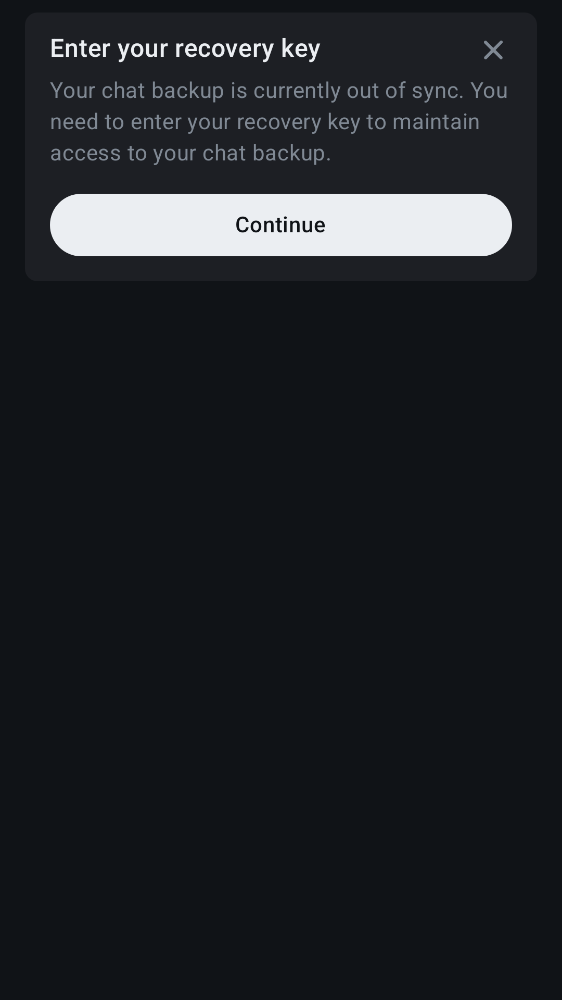 Enter your recovery key
Your chat backup is currently out of sync. You
need to enter your recovery key to maintain
access to your chat backup.
Continue